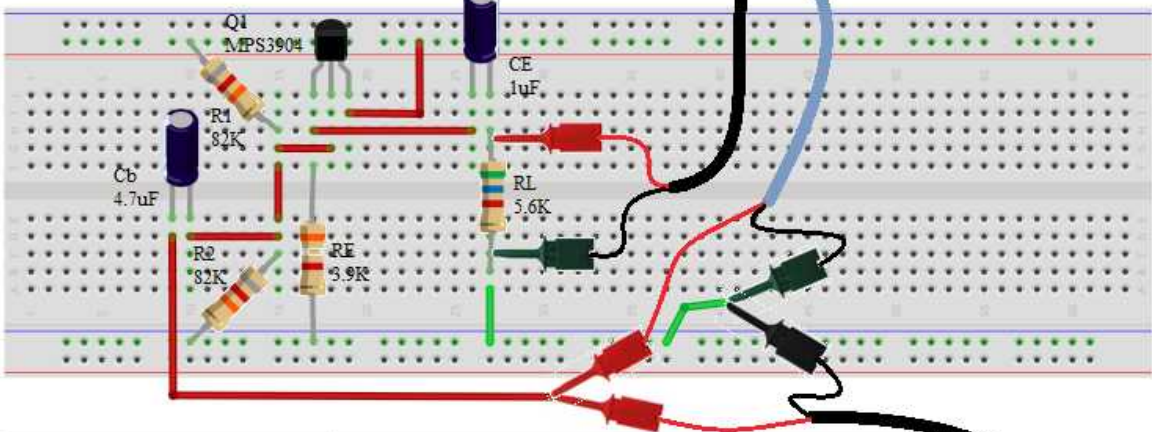 Q1
MPS3904
CE
1uF
R1
82K
Cb
4.7uF
RL
5.6K
R2
82K
RE
3.9K